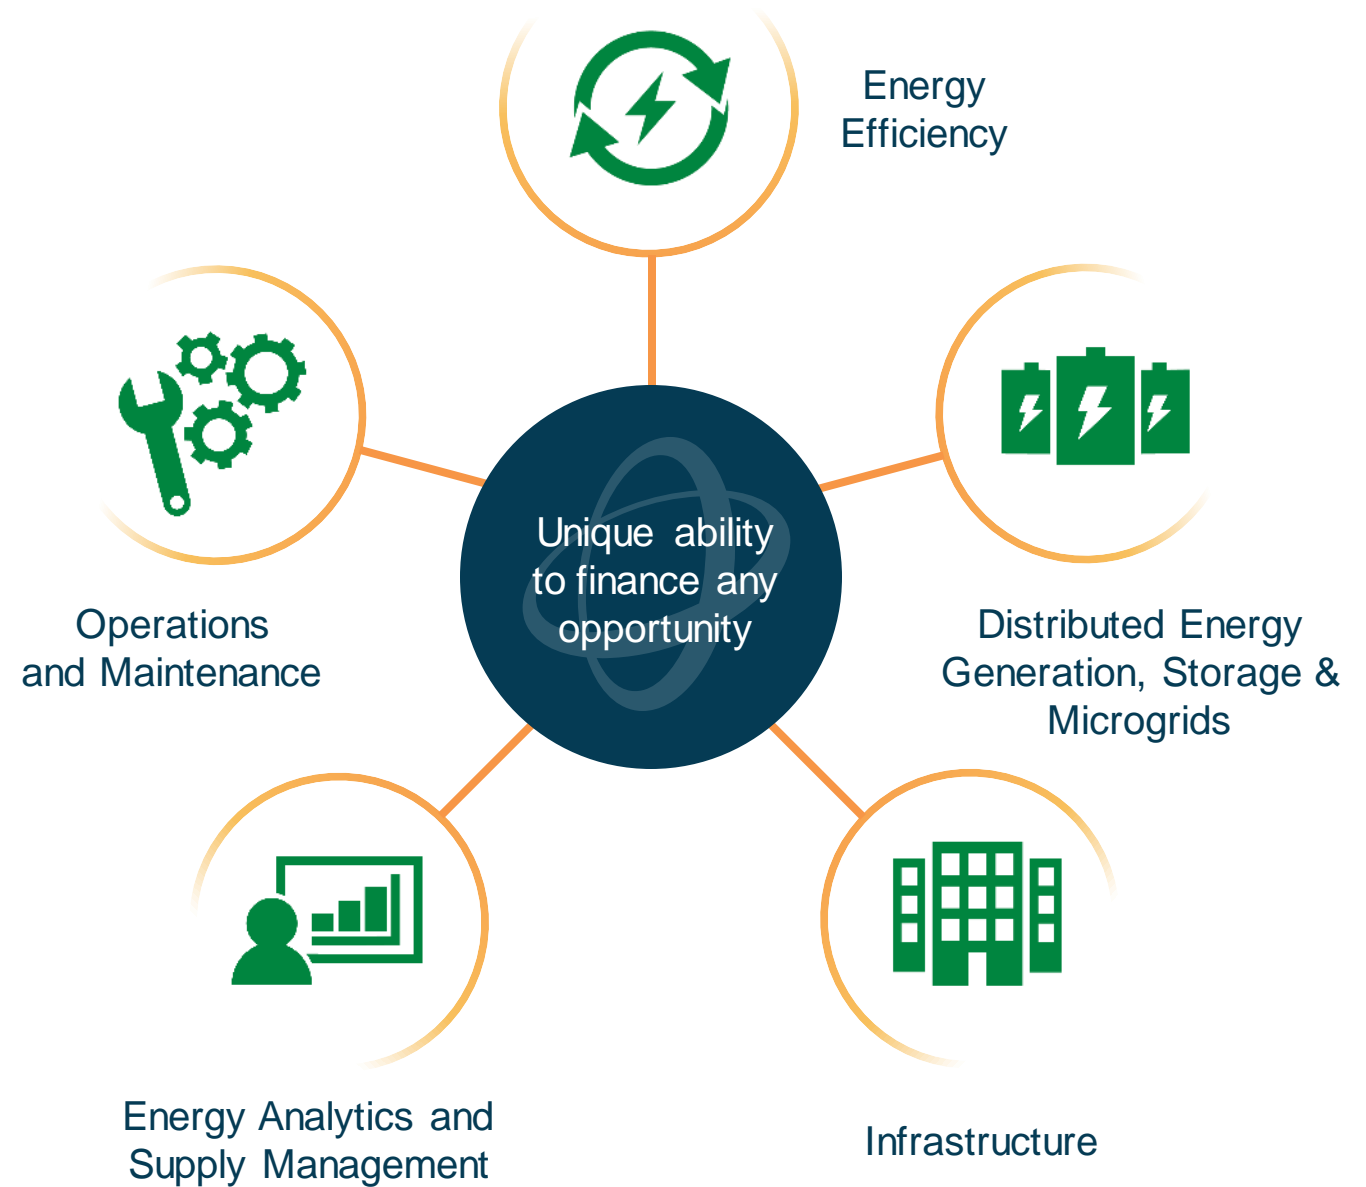 Energy
Efficiency
Unique ability
to finance any
opportunity
Operations
and Maintenance
Distributed Energy
Generation, Storage &
Microgrids
Energy Analytics and
Supply Management
Infrastructure